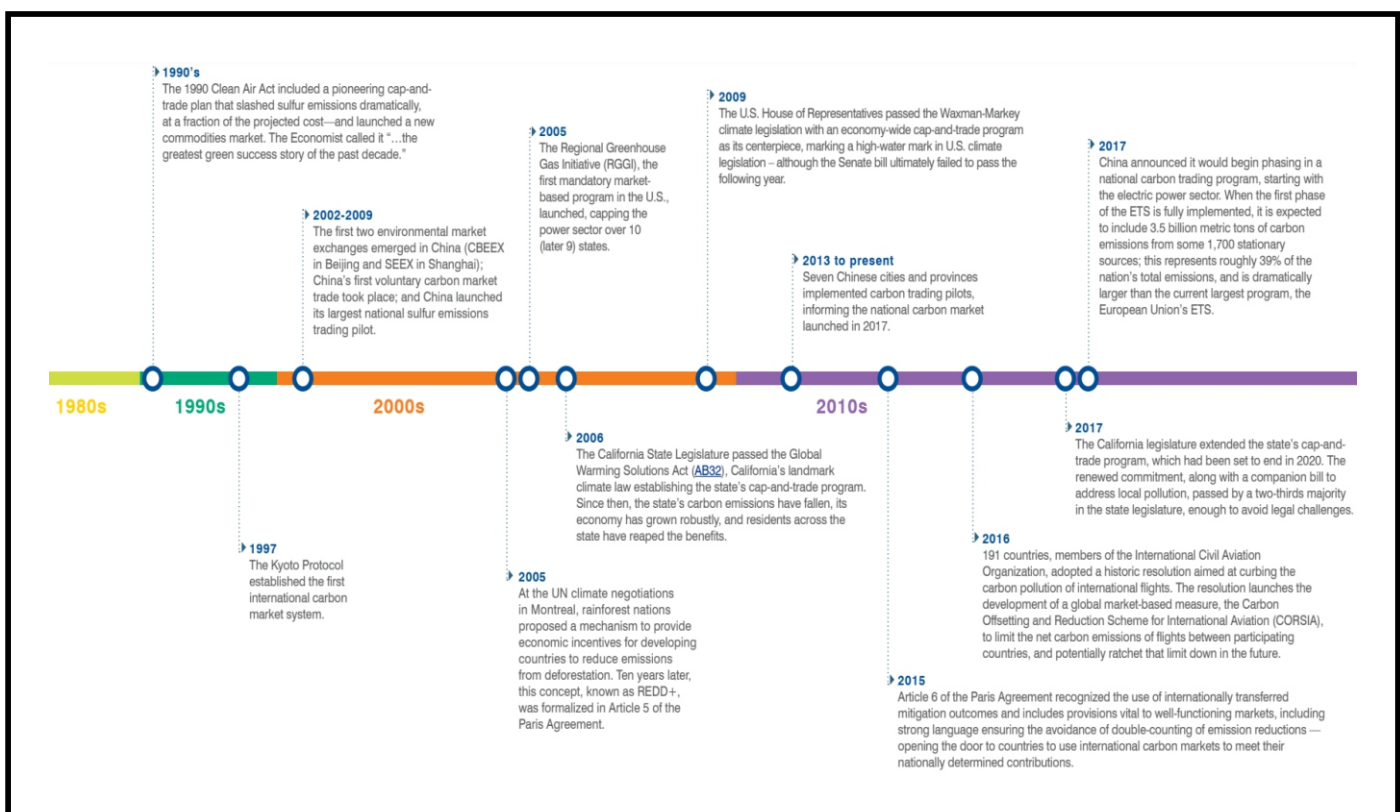 1990's
The 1990 Clean Air Act included a pioneering cap-and-
trade plan that slashed sulfur emissions dramatically,
at a fraction of the projected cost—and launched a new
commodities market. The Economist called it “…the
greatest green success story of the past decade.”
2002-2009
The first two environmental market
exchanges emerged in China (CBEEX
in Beijing and SEEX in Shanghai);
China's first voluntary carbon market
trade took place; and China launched
its largest national sulfur emissions
trading pilot.
2005
The Regional Greenhouse
Gas Initiative (RGGI), the
first mandatory market-
based program in the U.S.,
launched, capping the
power sector over 10
(later 9) states.
2009
The U.S. House of Representatives passed the Waxman-Markey
climate legislation with an economy-wide cap-and-trade program
as its centerpiece, marking a high-water mark in U.S. climate
legislation – although the Senate bill ultimately failed to pass the
following year.
2013 to present
Seven Chinese cities and provinces
implemented carbon trading pilots,
informing the national carbon market
launched in 2017.
2017
China announced it would begin phasing in a
national carbon trading program, starting with
the electric power sector. When the first phase
of the ETS is fully implemented, it is expected
to include 3.5 billion metric tons of carbon
emissions from some 1,700 stationary
sources; this represents roughly 39% of the
nation's total emissions, and is dramatically
larger than the current largest program, the
European Union's ETS.
1980s
1990s
2000s
2010s
1997
The Kyoto Protocol
established the first
international carbon
market system.
2005
At the UN climate negotiations
in Montreal, rainforest nations
proposed a mechanism to provide
economic incentives for developing
countries to reduce emissions
from deforestation. Ten years later,
this concept, known as REDD+,
was formalized in Article 5 of the
Paris Agreement.
2006
The California State Legislature passed the Global
Warming Solutions Act (AB32), California's landmark
climate law establishing the state's cap-and-trade program.
Since then, the state's carbon emissions have fallen, its
economy has grown robustly, and residents across the
state have reaped the benefits.
2015
Article 6 of the Paris Agreement recognized the use of internationally transferred
mitigation outcomes and includes provisions vital to well-functioning markets, including
strong language ensuring the avoidance of double-counting of emission reductions —
opening the door to countries to use international carbon markets to meet their
nationally determined contributions.
2016
191 countries, members of the International Civil Aviation
Organization, adopted a historic resolution aimed at curbing the
carbon pollution of international flights. The resolution launches the
development of a global market-based measure, the Carbon
Offsetting and Reduction Scheme for International Aviation (CORSIA),
to limit the net carbon emissions of flights between participating
countries, and potentially ratchet that limit down in the future.
2017
The California legislature extended the state's cap-and-
trade program, which had been set to end in 2020. The
renewed commitment, along with a companion bill to
address local pollution, passed by a two-thirds majority
in the state legislature, enough to avoid legal challenges.